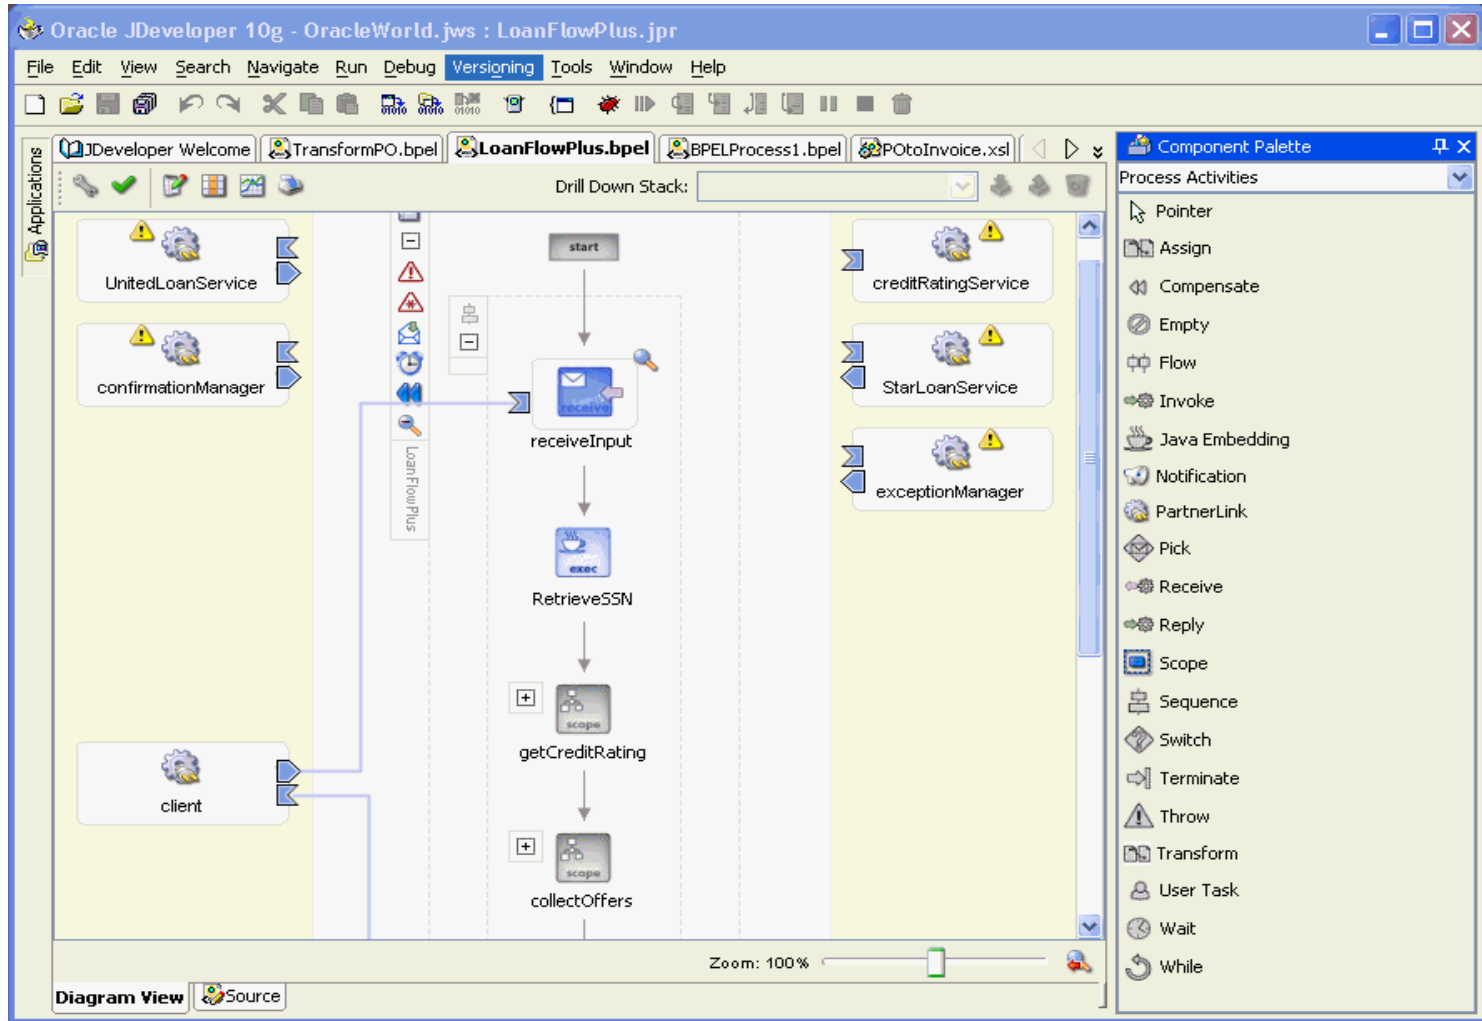 Oracle JDeveloper 10g - OracleWorld.jws : LoanFlowPlus.jpr
File Edit View Search Navigate Run Debug Versioning Tools Window Help
Applications
JDeveloper Welcome TransformPO.bpel LoanFlowPlus.bpel BPELProcess1.bpel POtoInvoice.xsl
Drill Down Stack:
UnitedLoanService
confirmationManager
client
LoanFlowPlus
start
receive
receiveInput
exec
RetrieveSSN
scope
getCreditRating
scope
collectOffers
creditRatingService
StarLoanService
exceptionManager
Zoom: 100%
Diagram View Source
Component Palette
Process Activities
Pointer
Assign
Compensate
Empty
Flow
Invoke
Java Embedding
Notification
PartnerLink
Pick
Receive
Reply
Scope
Sequence
Switch
Terminate
Throw
Transform
User Task
Wait
While